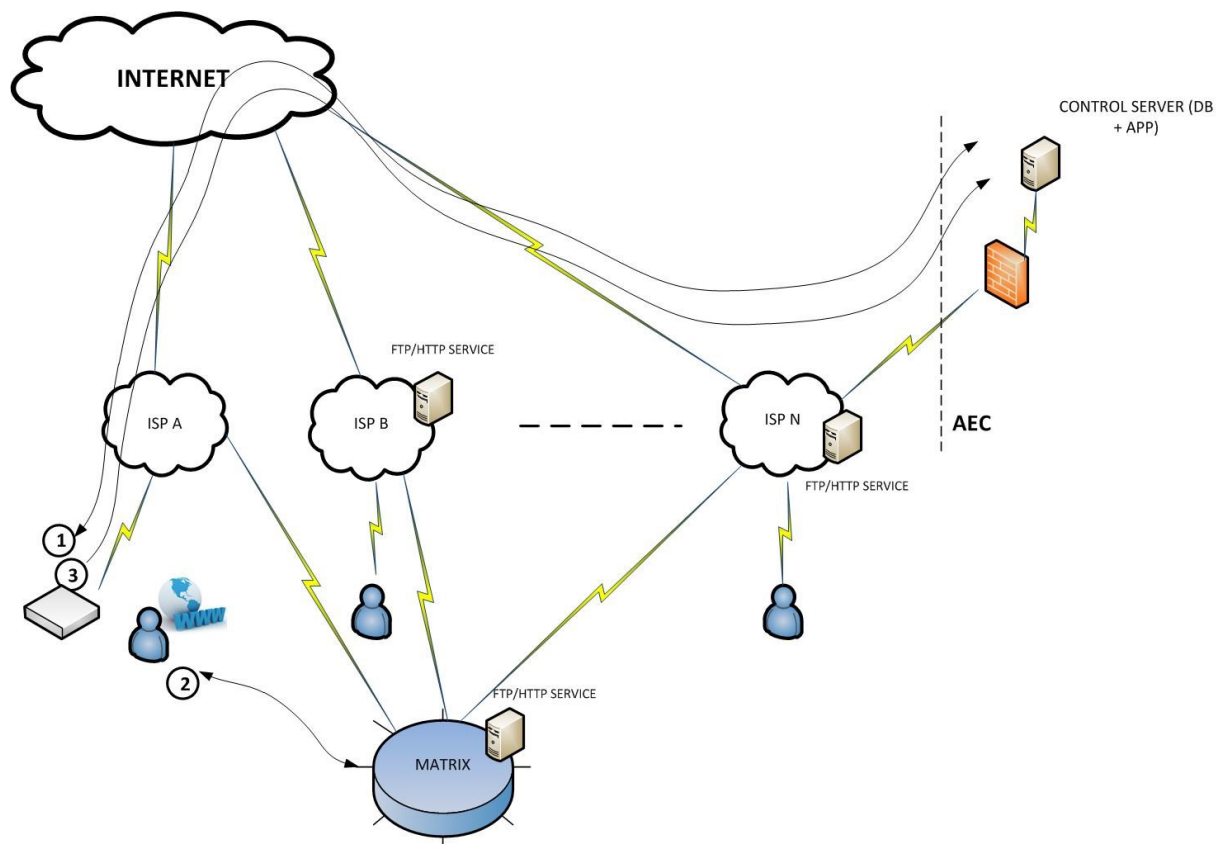 INTERNET
CONTROL SERVER (DB
+ APP)
FTP/HTTP SERVICE
ISP A
ISP B
ISP N
AEC
FTP/HTTP SERVICE
1
3
WWW
2
FTP/HTTP SERVICE
MATRIX